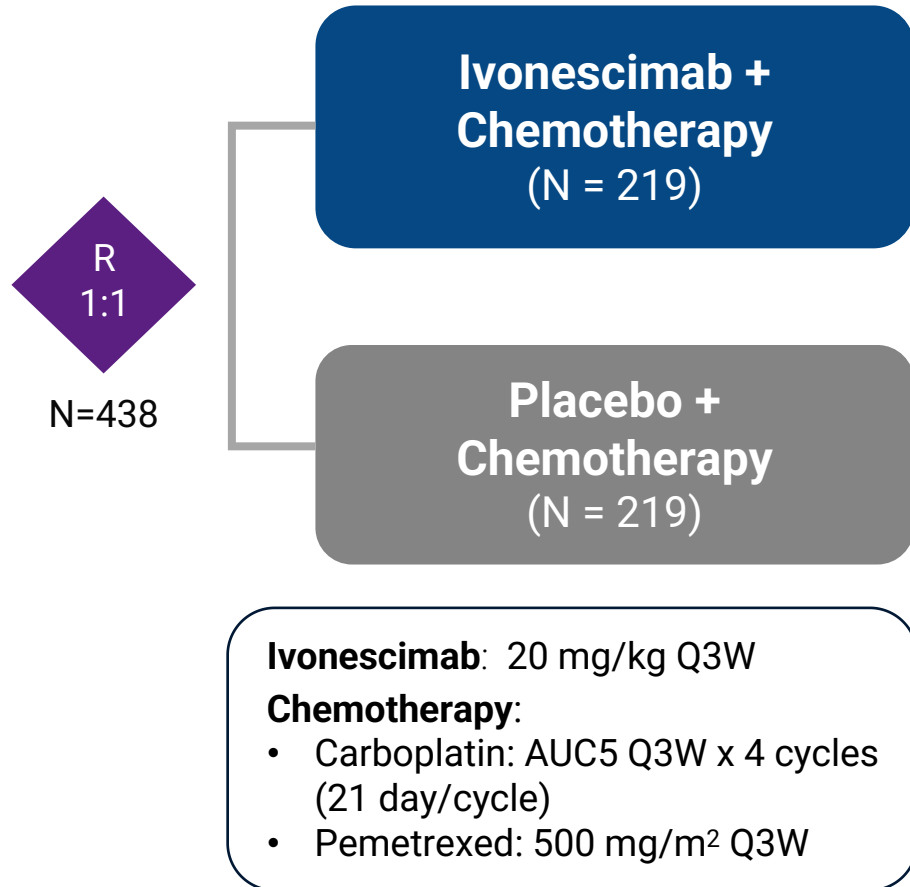 Ivonescimab +
Chemotherapy
(N = 219)
R
1:1
N=438
Placebo +
Chemotherapy
(N = 219)
Ivonescimab: 20 mg/kg Q3W
Chemotherapy:
• Carboplatin: AUC5 Q3W x 4 cycles
(21 day/cycle)
• Pemetrexed: 500 mg/m² Q3W